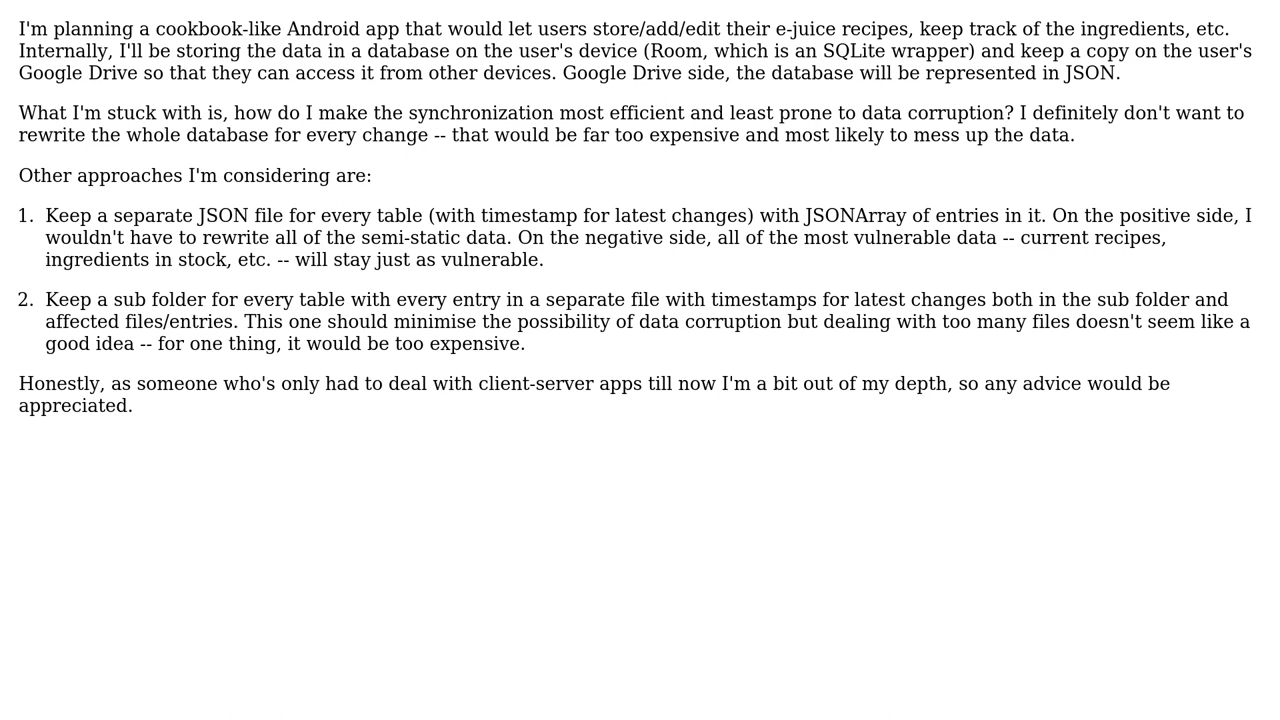 I'm planning a cookbook-like Android app that would let users store/add/edit their e-juice recipes, keep track of the ingredients, etc.
Internally, I'll be storing the data in a database on the user's device (Room, which is an SQLite wrapper) and keep a copy on the user's
Google Drive so that they can access it from other devices. Google Drive side, the database will be represented in JSON.
What I'm stuck with is, how do I make the synchronization most efficient and least prone to data corruption? I definitely don't want to
rewrite the whole database for every change -- that would be far too expensive and most likely to mess up the data.
Other approaches I'm considering are:
1. Keep a separate JSON file for every table (with timestamp for latest changes) with JSONArray of entries in it. On the positive side, I
wouldn't have to rewrite all of the semi-static data. On the negative side, all of the most vulnerable data -- current recipes,
ingredients in stock, etc. -- will stay just as vulnerable.
2. Keep a sub folder for every table with every entry in a separate file with timestamps for latest changes both in the sub folder and
affected files/entries. This one should minimise the possibility of data corruption but dealing with too many files doesn't seem like a
good idea -- for one thing, it would be too expensive.
Honestly, as someone who's only had to deal with client-server apps till now I'm a bit out of my depth, so any advice would be
appreciated.